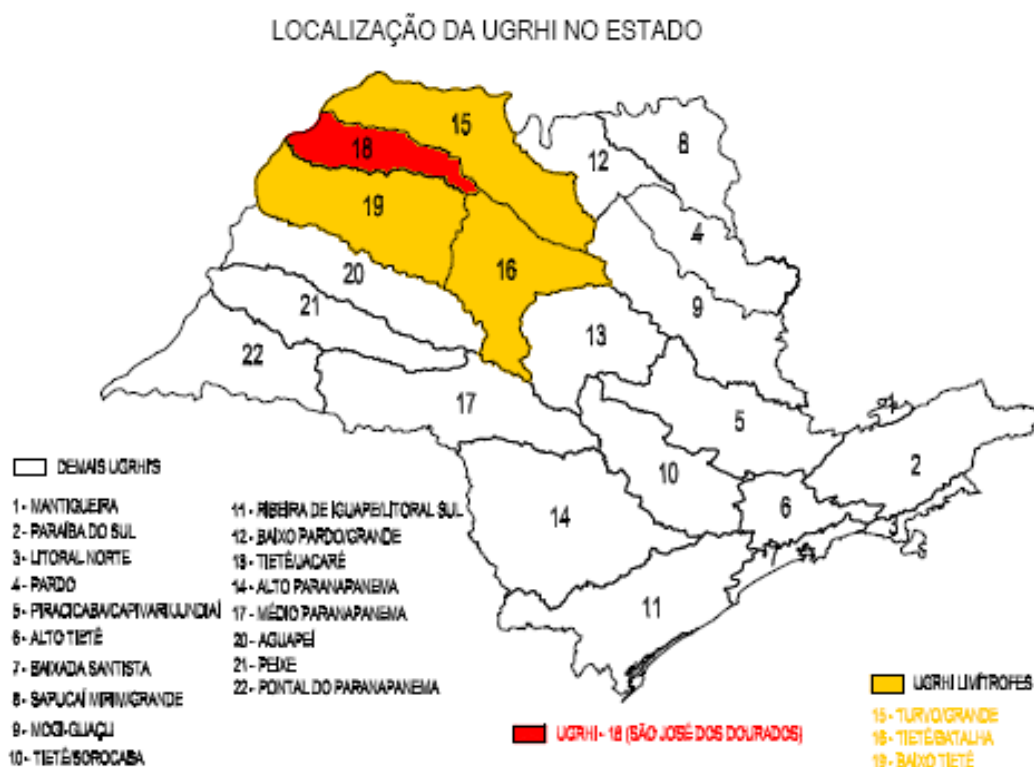 LOCALIZAÇÃO DA UGRHI NO ESTADO
15
8
12
18
19
4
20
16
9
21
13
22
17
5
2
10
6
14
3
7
11
DEMAIS UGRHIS
1 - MANTIQUEIRA
2 - PARAÍBA DO SUL
3 - LITORAL NORTE
4 - PARDO
5 - PIRACICABA/CAPIVARI/JUNDIAÍ
6 - ALTO TIETÊ
7 - BAIXADA SANTISTA
8 - SAPUCAÍ MIRIM/GRANDE
9 - MOGI-GUAÇU
10 - TIETÊ/SOROCABA
11 - RIBEIRA DE IGUAPE/LITORAL SUL
12 - BAIXO PARDO/GRANDE
13 - TIETÊ/JACARÉ
14 - ALTO PARANAPANEMA
17 - MÉDIO PARANAPANEMA
20 - AGUAPEÍ
21 - PEIXE
22 - PONTAL DO PARANAPANEMA
UGRHI - 18 (SÃO JOSÉ DOS DOURADOS)
UGRHI LIMÍTROFES
15 - TURVO/GRANDE
16 - TIETÊ/BATALHA
19 - BAIXO TIETÊ